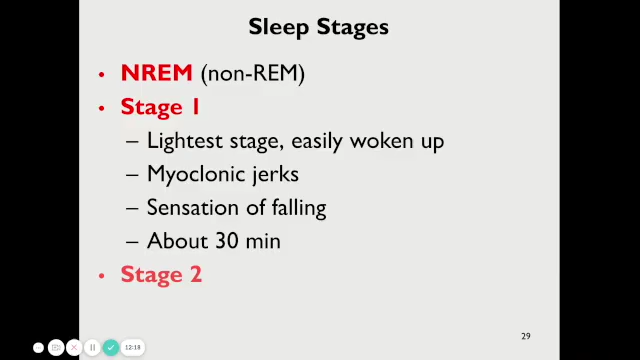 Sleep Stages
• NREM (non-REM)
• Stage 1
– Lightest stage, easily woken up
– Myoclonic jerks
– Sensation of falling
– About 30 min
• Stage 2
29
12:18